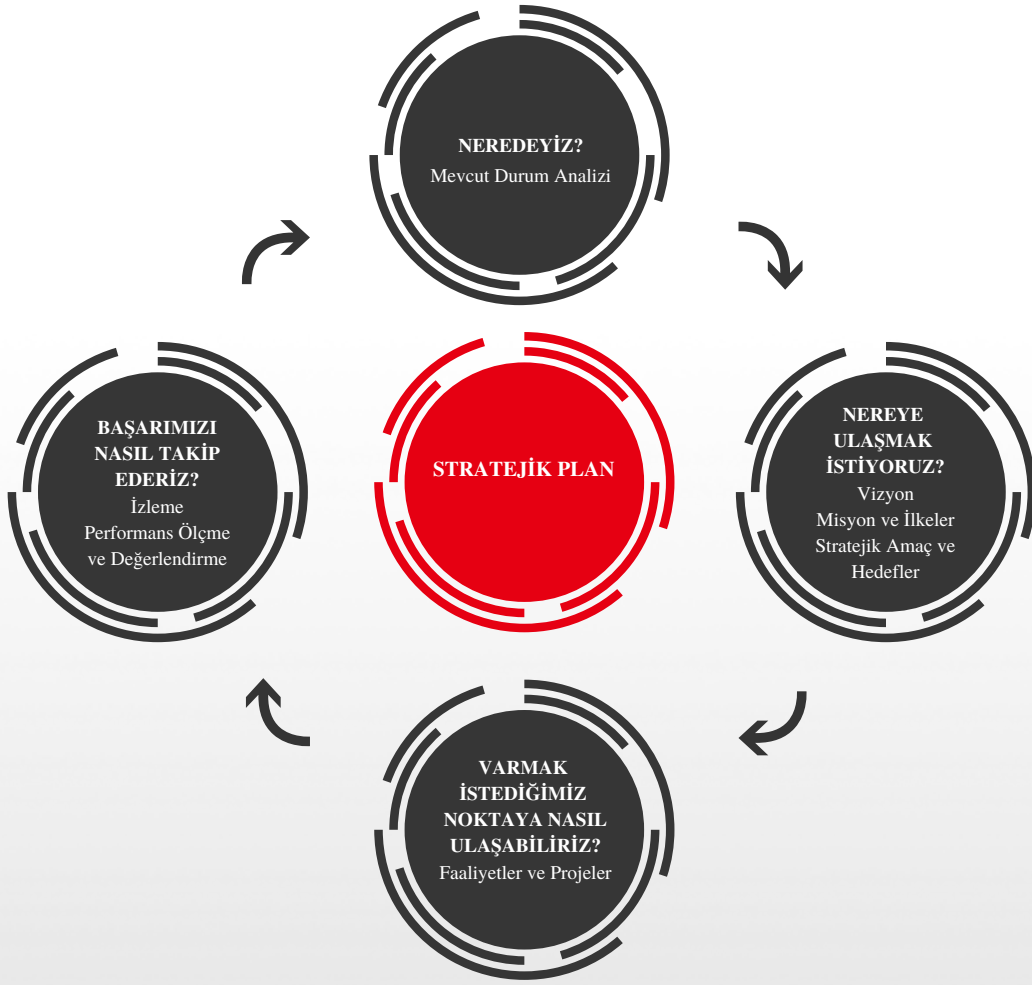 NEREDEYİZ?
Mevcut Durum Analizi
BAŞARIMIZI
NASIL TAKİP
EDERİZ?
İzleme
Performans Ölçme
ve Değerlendirme
STRATEJİK PLAN
NEREYE
ULAŞMAK
İSTİYORUZ?
Vizyon
Misyon ve İlkeler
Stratejik Amaç ve
Hedefler
VARMAK
İSTEDİĞİMİZ
NOKTAYA NASIL
ULAŞABİLİRİZ?
Faaliyetler ve Projeler